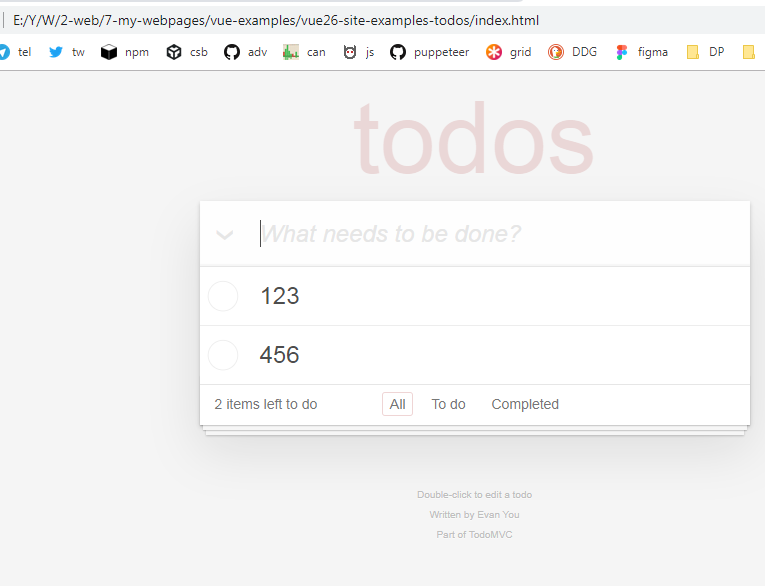 E:/Y/W/2-web/7-my-webpages/vue-examples/vue26-site-examples-todos/index.html
tel tw npm csb adv can js puppeteer grid DDG figma DP
todos
What needs to be done?
123
456
2 items left to do All To do Completed
Double-click to edit a todo
Written by Evan You
Part of TodoMVC